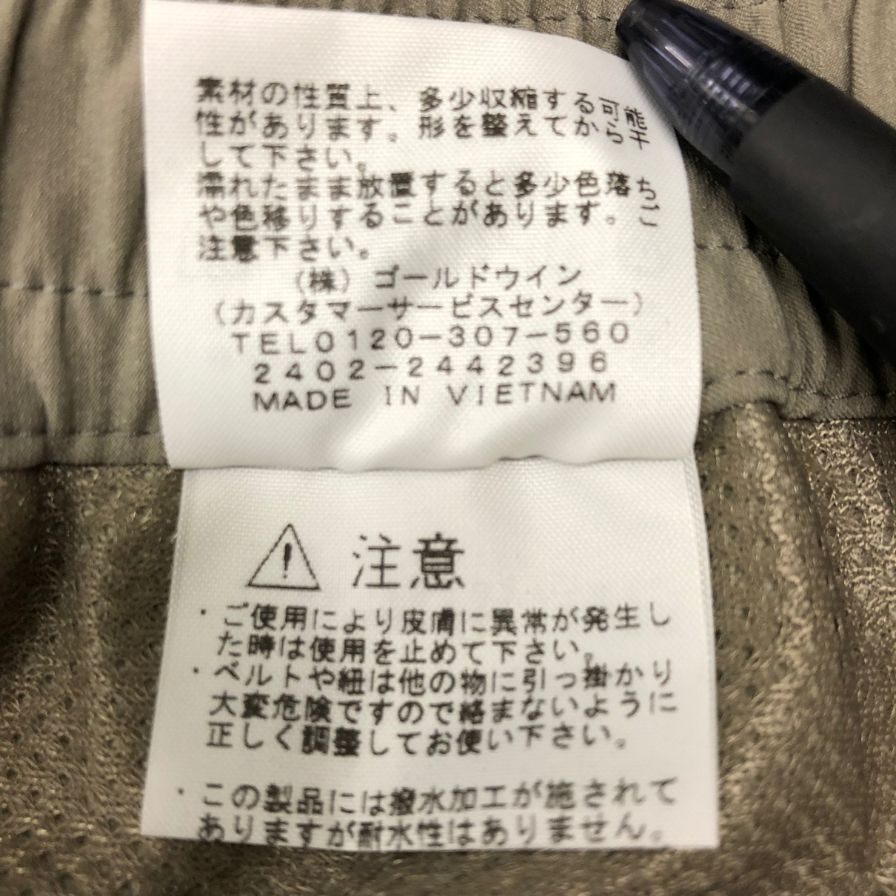 素材の性質上、多少収縮する可能
性があります。形を整えてから干
して下さい。
濡れたまま放置すると多少色落ち
や色移りすることがあります。ご
注意下さい。
(株)ゴールドウイン
(カスタマーサービスセンター)
TEL0120-307-560
2402-2442396
MADE IN VIETNAM
注意
・ご使用により皮膚に異常が発生し
た時は使用を止めて下さい。
・ベルトや紐は他の物に引っ掛かり
大変危険ですので絡まないように
正しく調整してお使い下さい。
・この製品には撥水加工が施されて
ありますが耐水性はありません。